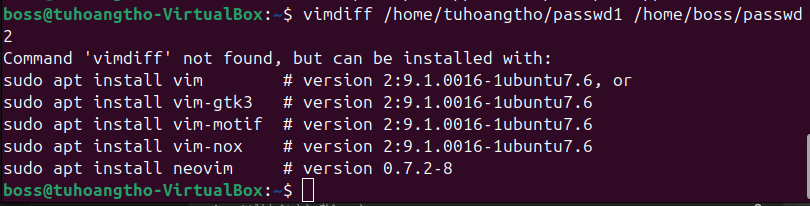 boss@tuhoangtho-VirtualBox:~$ vimdiff /home/tuhoangtho/passwd1 /home/boss/passwd
2
Command 'vimdiff' not found, but can be installed with:
sudo apt install vim        # version 2:9.1.0016-1ubuntu7.6, or
sudo apt install vim-gtk3   # version 2:9.1.0016-1ubuntu7.6
sudo apt install vim-motif  # version 2:9.1.0016-1ubuntu7.6
sudo apt install vim-nox    # version 2:9.1.0016-1ubuntu7.6
sudo apt install neovim     # version 0.7.2-8
boss@tuhoangtho-VirtualBox:~$